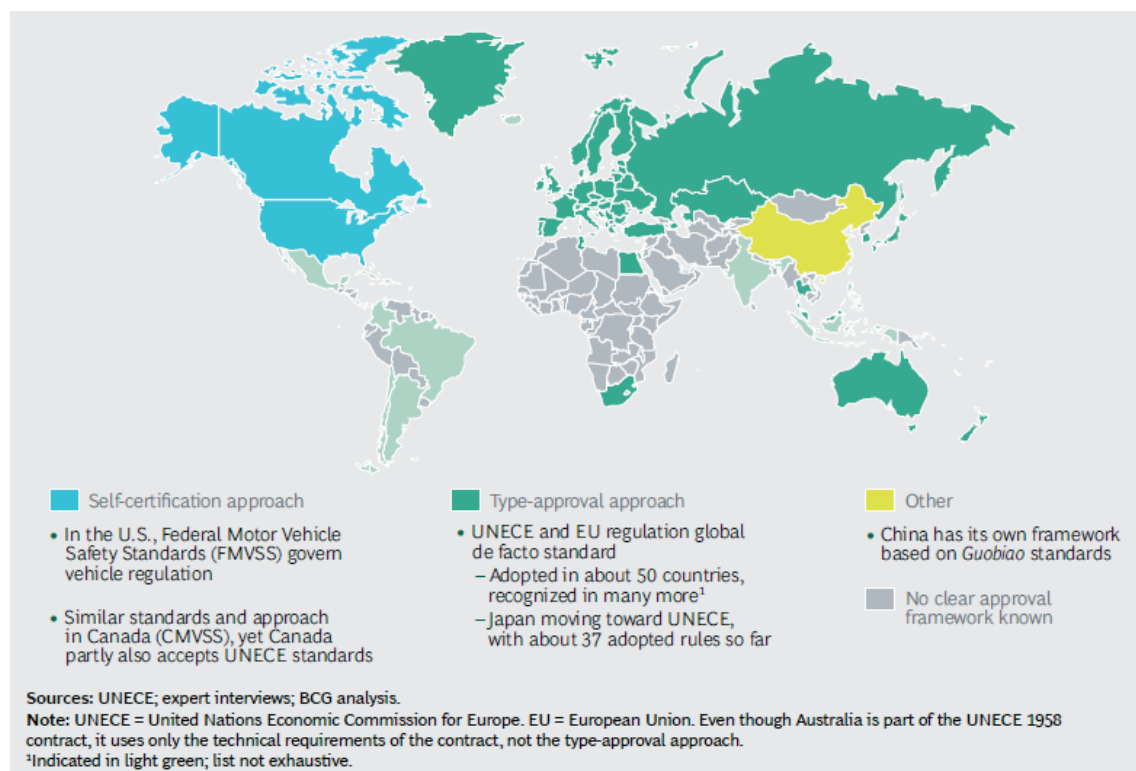 Self-certification approach
• In the U.S., Federal Motor Vehicle
Safety Standards (FMVSS) govern
vehicle regulation
• Similar standards and approach
in Canada (CMVSS), yet Canada
partly also accepts UNECE standards
Type-approval approach
• UNECE and EU regulation global
de facto standard
– Adopted in about 50 countries,
recognized in many more¹
– Japan moving toward UNECE,
with about 37 adopted rules so far
Other
• China has its own framework
based on Guobiao standards
No clear approval
framework known
Sources: UNECE; expert interviews; BCG analysis.
Note: UNECE = United Nations Economic Commission for Europe. EU = European Union. Even though Australia is part of the UNECE 1958
contract, it uses only the technical requirements of the contract, not the type-approval approach.
¹Indicated in light green; list not exhaustive.